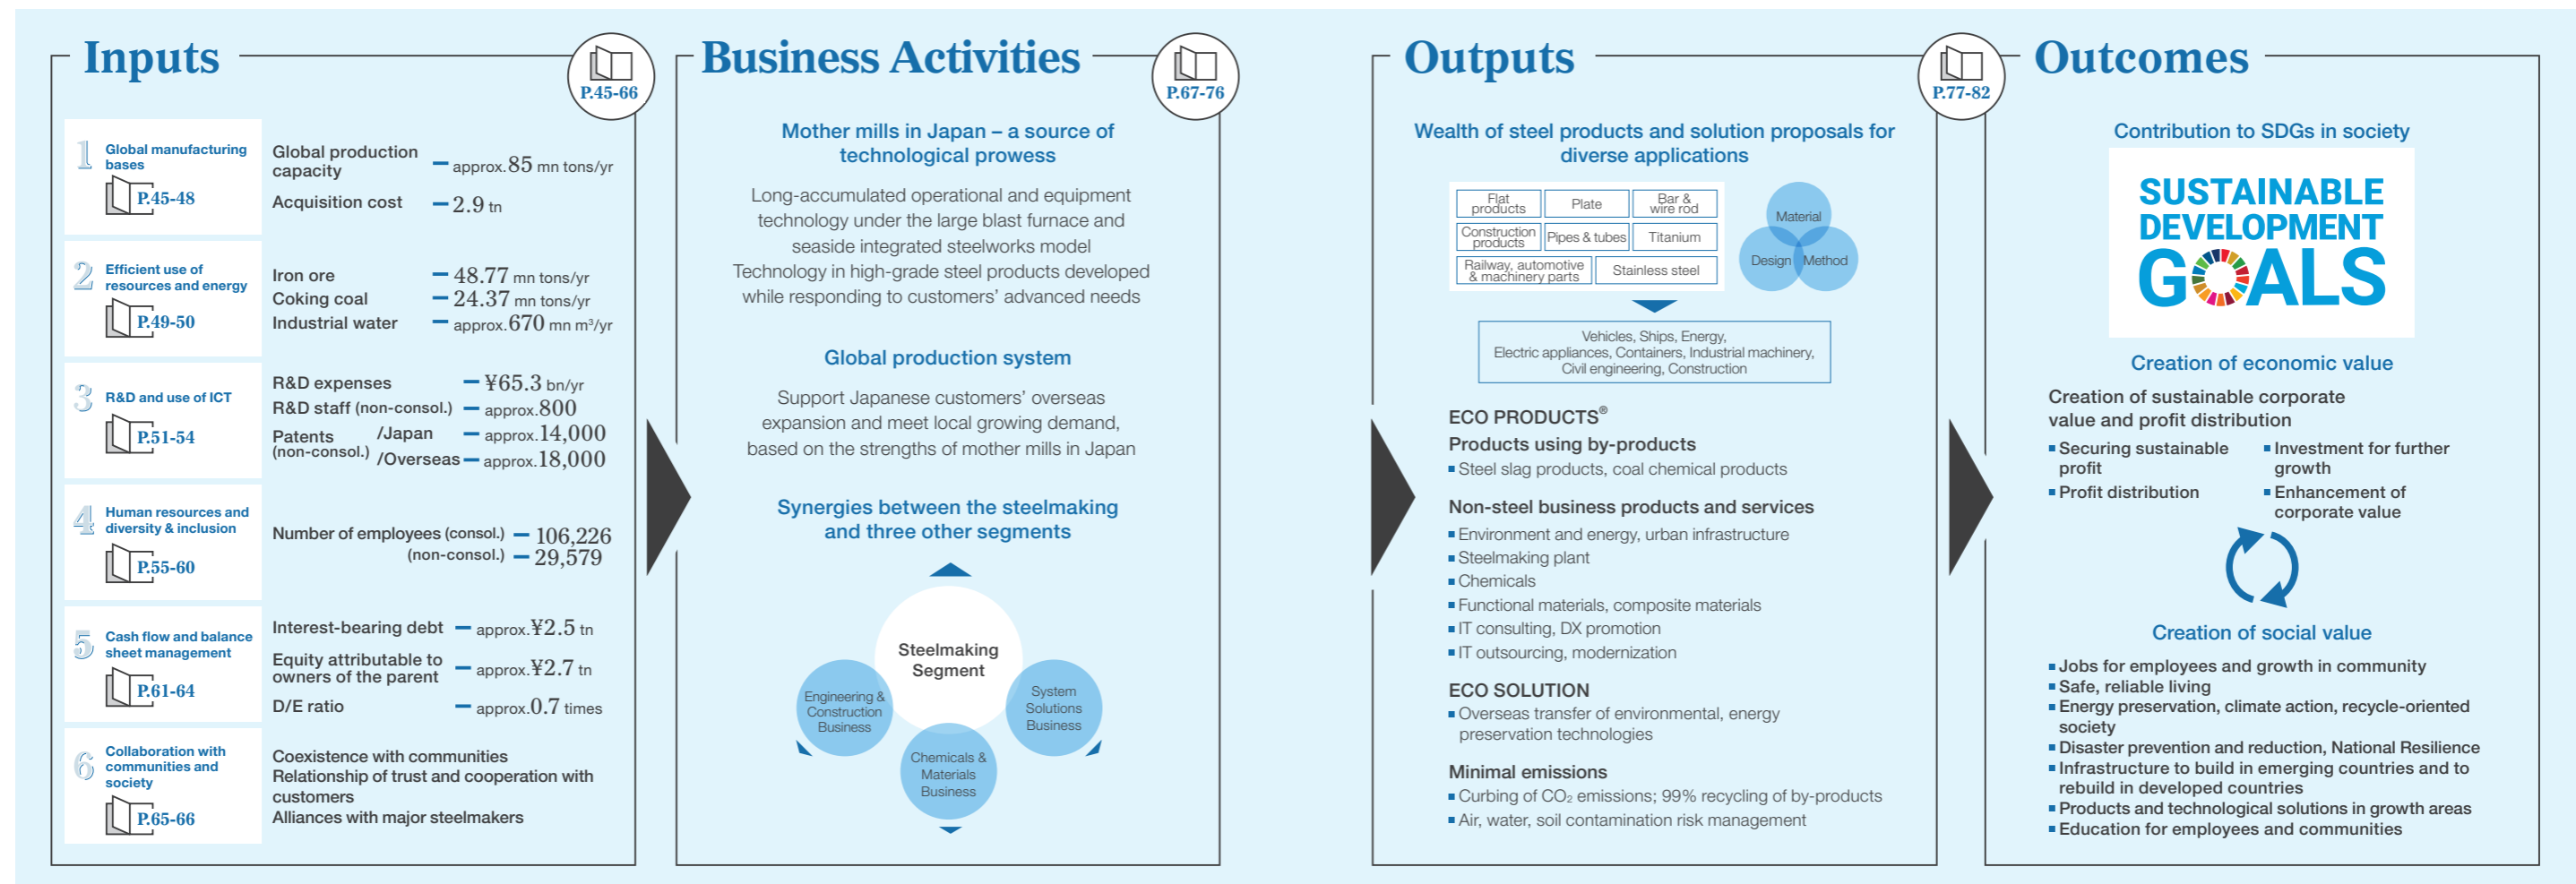 Inputs
P.45-66
1 Global manufacturing
bases
P.45-48
Global production
capacity
approx.85 mn tons/yr
Acquisition cost
2.9 tn
2 Efficient use of
resources and energy
P.49-50
Iron ore
48.77 mn tons/yr
Coking coal
24.37 mn tons/yr
Industrial water
approx.670 mn m³/yr
3 R&D and use of ICT
P.51-54
R&D expenses
¥65.3 bn/yr
R&D staff (non-consol.)
approx.800
Patents
(non-consol.)
/Japan
approx.14,000
/Overseas
approx.18,000
4 Human resources and
diversity & inclusion
P.55-60
Number of employees (consol.)
106,226
(non-consol.)
29,579
5 Cash flow and balance
sheet management
P.61-64
Interest-bearing debt
approx.¥2.5 tn
Equity attributable to
owners of the parent
approx.¥2.7 tn
D/E ratio
approx.0.7 times
6 Collaboration with
communities and
society
P.65-66
Coexistence with communities
Relationship of trust and cooperation with
customers
Alliances with major steelmakers
Business Activities
P.67-76
Mother mills in Japan – a source of
technological prowess
Long-accumulated operational and equipment
technology under the large blast furnace and
seaside integrated steelworks model
Technology in high-grade steel products developed
while responding to customers’ advanced needs
Global production system
Support Japanese customers’ overseas
expansion and meet local growing demand,
based on the strengths of mother mills in Japan
Synergies between the steelmaking
and three other segments
Steelmaking
Segment
Engineering &
Construction
Business
Chemicals &
Materials
Business
System
Solutions
Business
Outputs
P.77-82
Wealth of steel products and solution proposals for
diverse applications
Flat
products
Plate
Bar &
wire rod
Construction
products
Pipes & tubes
Titanium
Railway, automotive
& machinery parts
Stainless steel
Material
Design
Method
Vehicles, Ships, Energy,
Electric appliances, Containers, Industrial machinery,
Civil engineering, Construction
ECO PRODUCTS®
Products using by-products
Steel slag products, coal chemical products
Non-steel business products and services
Environment and energy, urban infrastructure
Steelmaking plant
Chemicals
Functional materials, composite materials
IT consulting, DX promotion
IT outsourcing, modernization
ECO SOLUTION
Overseas transfer of environmental, energy
preservation technologies
Minimal emissions
Curbing of CO₂ emissions; 99% recycling of by-products
Air, water, soil contamination risk management
Outcomes
Contribution to SDGs in society
SUSTAINABLE
DEVELOPMENT
GOALS
Creation of economic value
Creation of sustainable corporate
value and profit distribution
Securing sustainable
profit
Profit distribution
Investment for further
growth
Enhancement of
corporate value
Creation of social value
Jobs for employees and growth in community
Safe, reliable living
Energy preservation, climate action, recycle-oriented
society
Disaster prevention and reduction, National Resilience
Infrastructure to build in emerging countries and to
rebuild in developed countries
Products and technological solutions in growth areas
Education for employees and communities